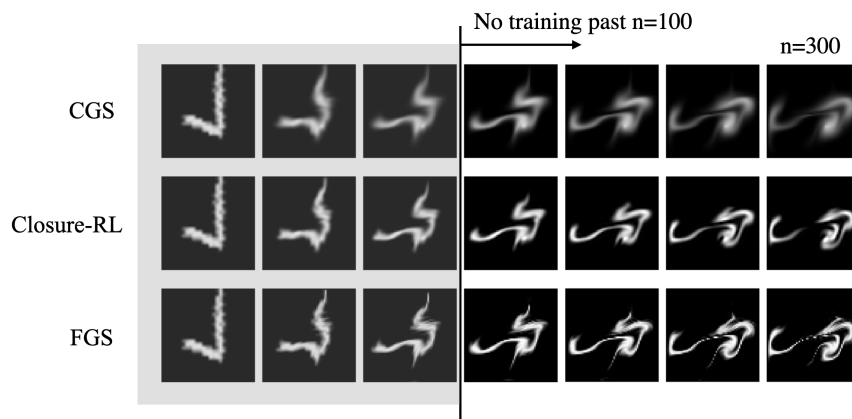 No training past n=100
n=300
CGS
Closure-RL
FGS